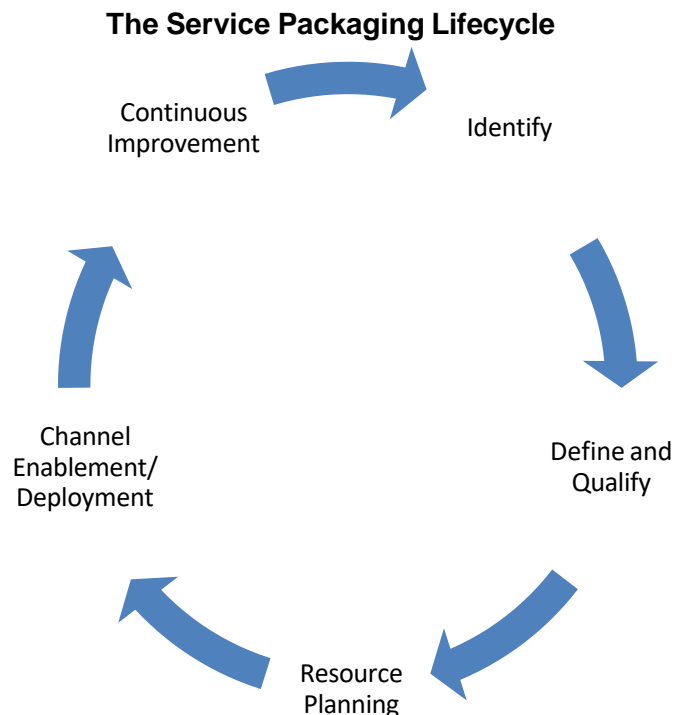 The Service Packaging Lifecycle
Continuous
Improvement
Identify
Define and
Qualify
Resource
Planning
Channel
Enablement/
Deployment